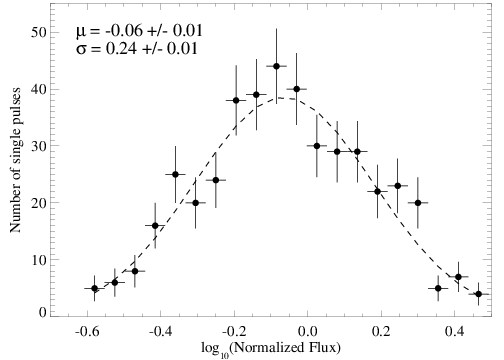 μ = -0.06 +/- 0.01
σ = 0.24 +/- 0.01
50
40
30
20
10
0
Number of single pulses
-0.6 -0.4 -0.2 0.0 0.2 0.4
log10(Normalized Flux)